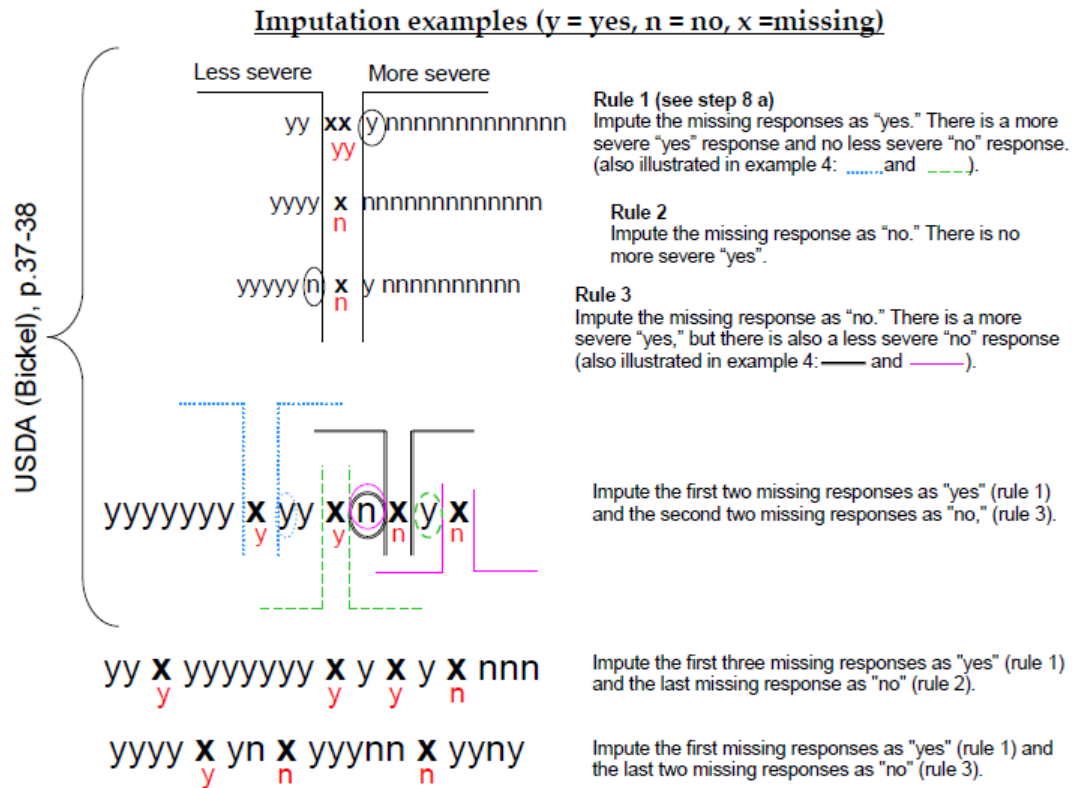 Imputation examples (y = yes, n = no, x =missing)
Less severe More severe
yy xx y nnnnnnnnnnnnn
yy
Rule 1 (see step 8 a)
Impute the missing responses as “yes.” There is a more
severe “yes” response and no less severe “no” response.
(also illustrated in example 4: and ).
yyyy x nnnnnnnnnnnnn
n
Rule 2
Impute the missing response as “no.” There is no
more severe “yes”.
yyyyy n x y nnnnnnnnnn
n
Rule 3
Impute the missing response as “no.” There is a more
severe “yes,” but there is also a less severe “no” response
(also illustrated in example 4: and ).
USDA (Bickel), p.37-38
yyyyyyy x yy x n x y x
y y n n
Impute the first two missing responses as "yes" (rule 1)
and the second two missing responses as "no," (rule 3).
yy x yyyyyyy x y x y x nnn
y y y n
Impute the first three missing responses as "yes" (rule 1)
and the last missing response as "no" (rule 2).
yyyy x yn x yyynn x yyny
y n n
Impute the first missing responses as "yes" (rule 1) and
the last two missing responses as "no" (rule 3).